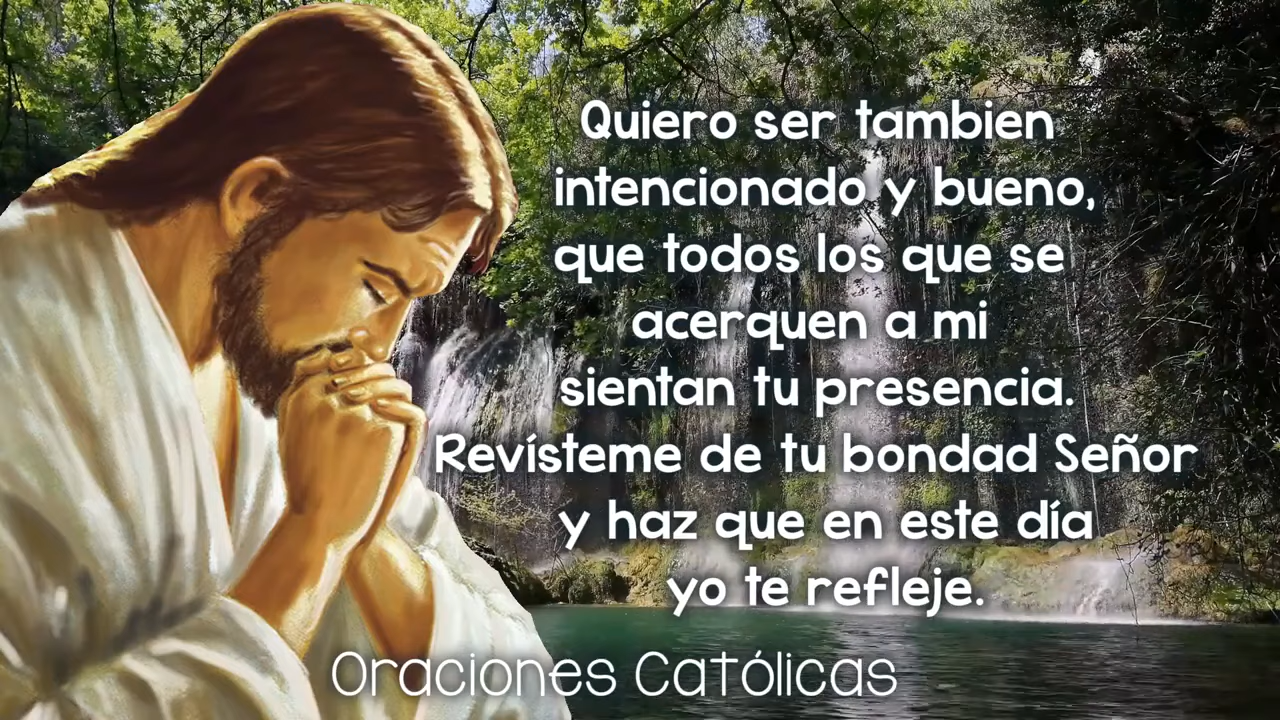 Quiero ser tambien
intencionado y bueno,
que todos los que se
acerquen a mi
sientan tu presencia.
Revísteme de tu bondad Señor
y haz que en este día
yo te refleje.
Oraciones Católicas